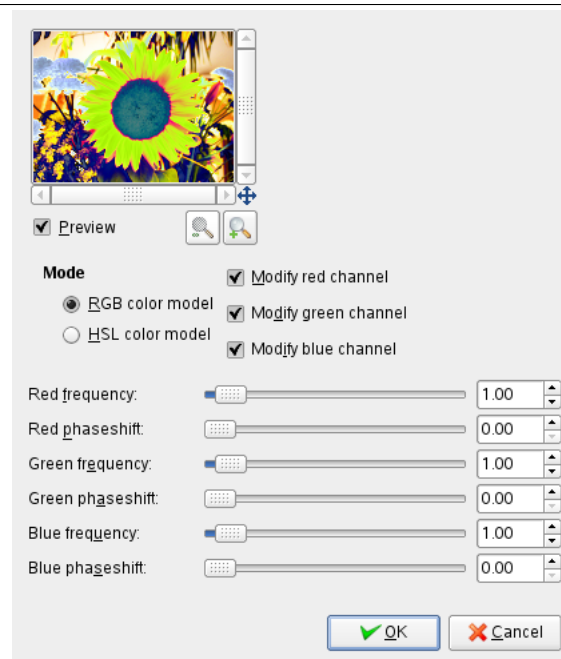 Preview
Mode
RGB color model
HSL color model
Modify red channel
Modify green channel
Modify blue channel
Red frequency: 1.00
Red phaseshift: 0.00
Green frequency: 1.00
Green phaseshift: 0.00
Blue frequency: 1.00
Blue phaseshift: 0.00
OK Cancel